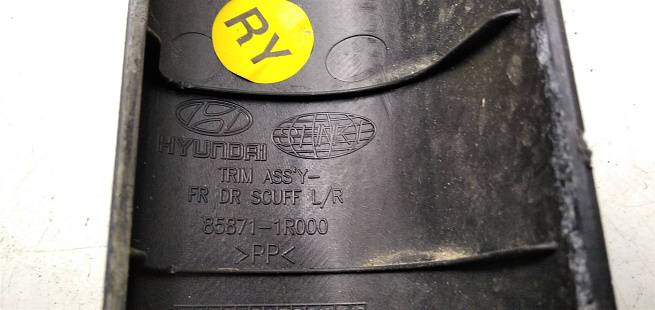 RY
HYUNDAI
TRIM ASS'Y-
FR DR SCUFF L/R
85871-1R000
>PP<